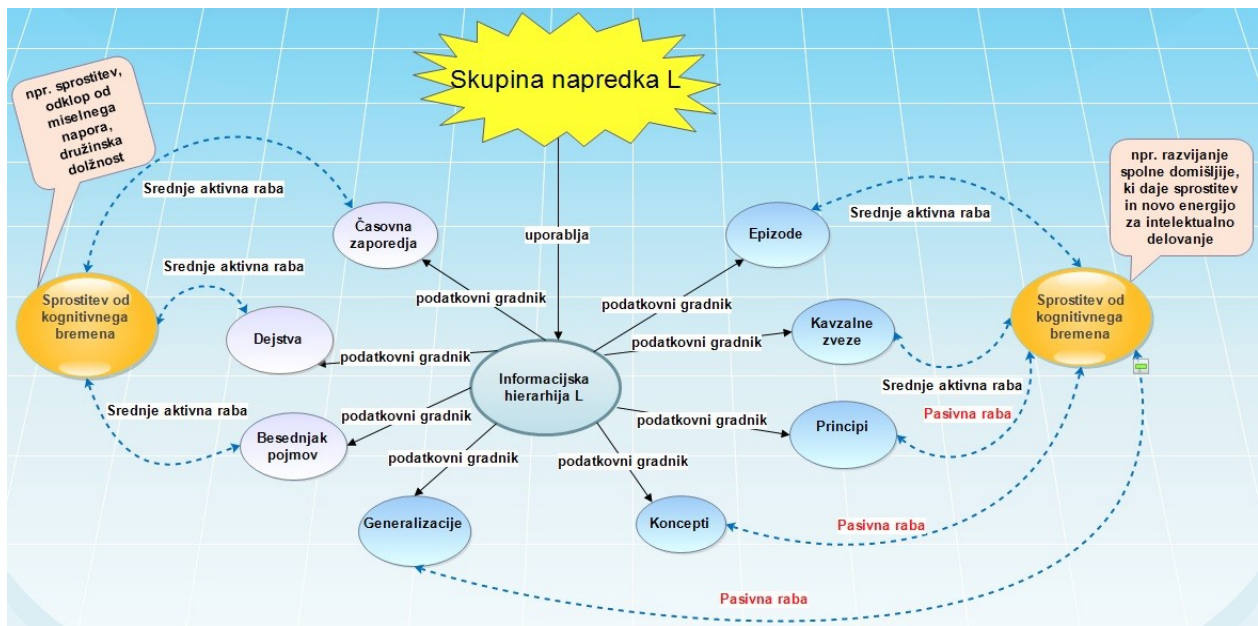 Skupina napredka L
npr. sprostitev,
odklop od
miselnega
napora,
družinska
dolžnost
npr. razvijanje
spolne domišljije,
ki daje sprostitev
in novo energijo
za intelektualno
delovanje
Srednje aktivna raba
Časovna
zaporedja
uporablja
Epizode
Srednje aktivna raba
Srednje aktivna raba
podatkovni gradnik
podatkovni gradnik
Sprostitev od
kognitivnega
bremena
Dejstva
podatkovni gradnik
podatkovni gradnik
Kavzalne
zveze
Sprostitev od
kognitivnega
bremena
Informacijska
hierarhija L
Srednje aktivna raba
Srednje aktivna raba
podatkovni gradnik
podatkovni gradnik
Pasivna raba
Besednjak
pojmov
Principi
podatkovni gradnik
podatkovni gradnik
Generalizacije
Koncepti
Pasivna raba
Pasivna raba